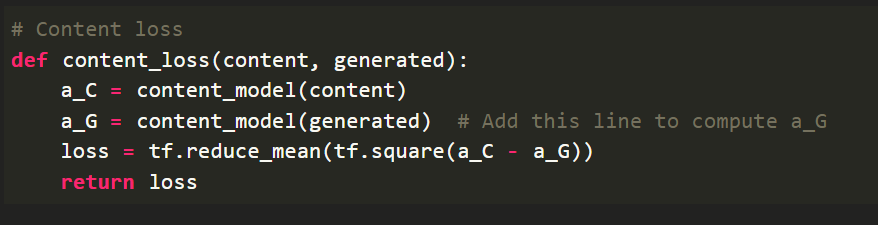 # Content loss
def content_loss(content, generated):
    a_C = content_model(content)
    a_G = content_model(generated)  # Add this line to compute a_G
    loss = tf.reduce_mean(tf.square(a_C - a_G))
    return loss